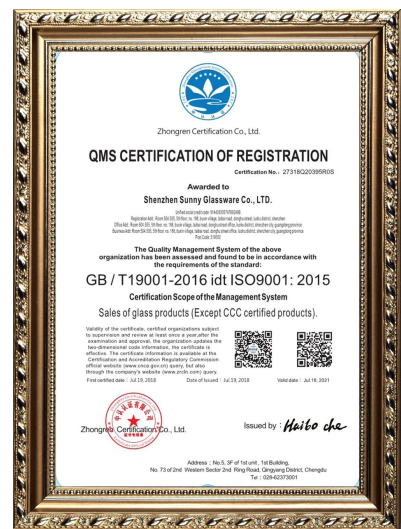 Zhongren Certification Co., Ltd.
QMS CERTIFICATION OF REGISTRATION
Certification No.: 27318Q20395R0S
Awarded to
Shenzhen Sunny Glassware Co., LTD.
The Quality Management System of the above
organization has been assessed and found to be in accordance with
the requirements of the standard:
GB / T19001-2016 idt ISO9001: 2015
Certification Scope of the Management System
Sales of glass products (Except CCC certified products).
Validity of the certificate, certified organizations subject
to supervision and review at least once a year,after the
examination and approval, the organization updates the
two-dimensional code information, the certificate is
effective. The certificate information is available at the
Certification and Accreditation Regulatory Commission
official website (www.cnca.gov.cn) query, but also
through the company's website (www.zrcln.com) query.
First certified date : Jul.19, 2018
Date of Issued : Jul.19, 2018
Valid date : Jul.18, 2021
Zhongren Certification Co., Ltd.
Issued by : Haibo che
Address : No.5, 3F of 1st unit , 1st Building,
No. 73 of 2nd Western Sector 2nd Ring Road, Qingyang District, Chengdu
Tel : 028-62373001